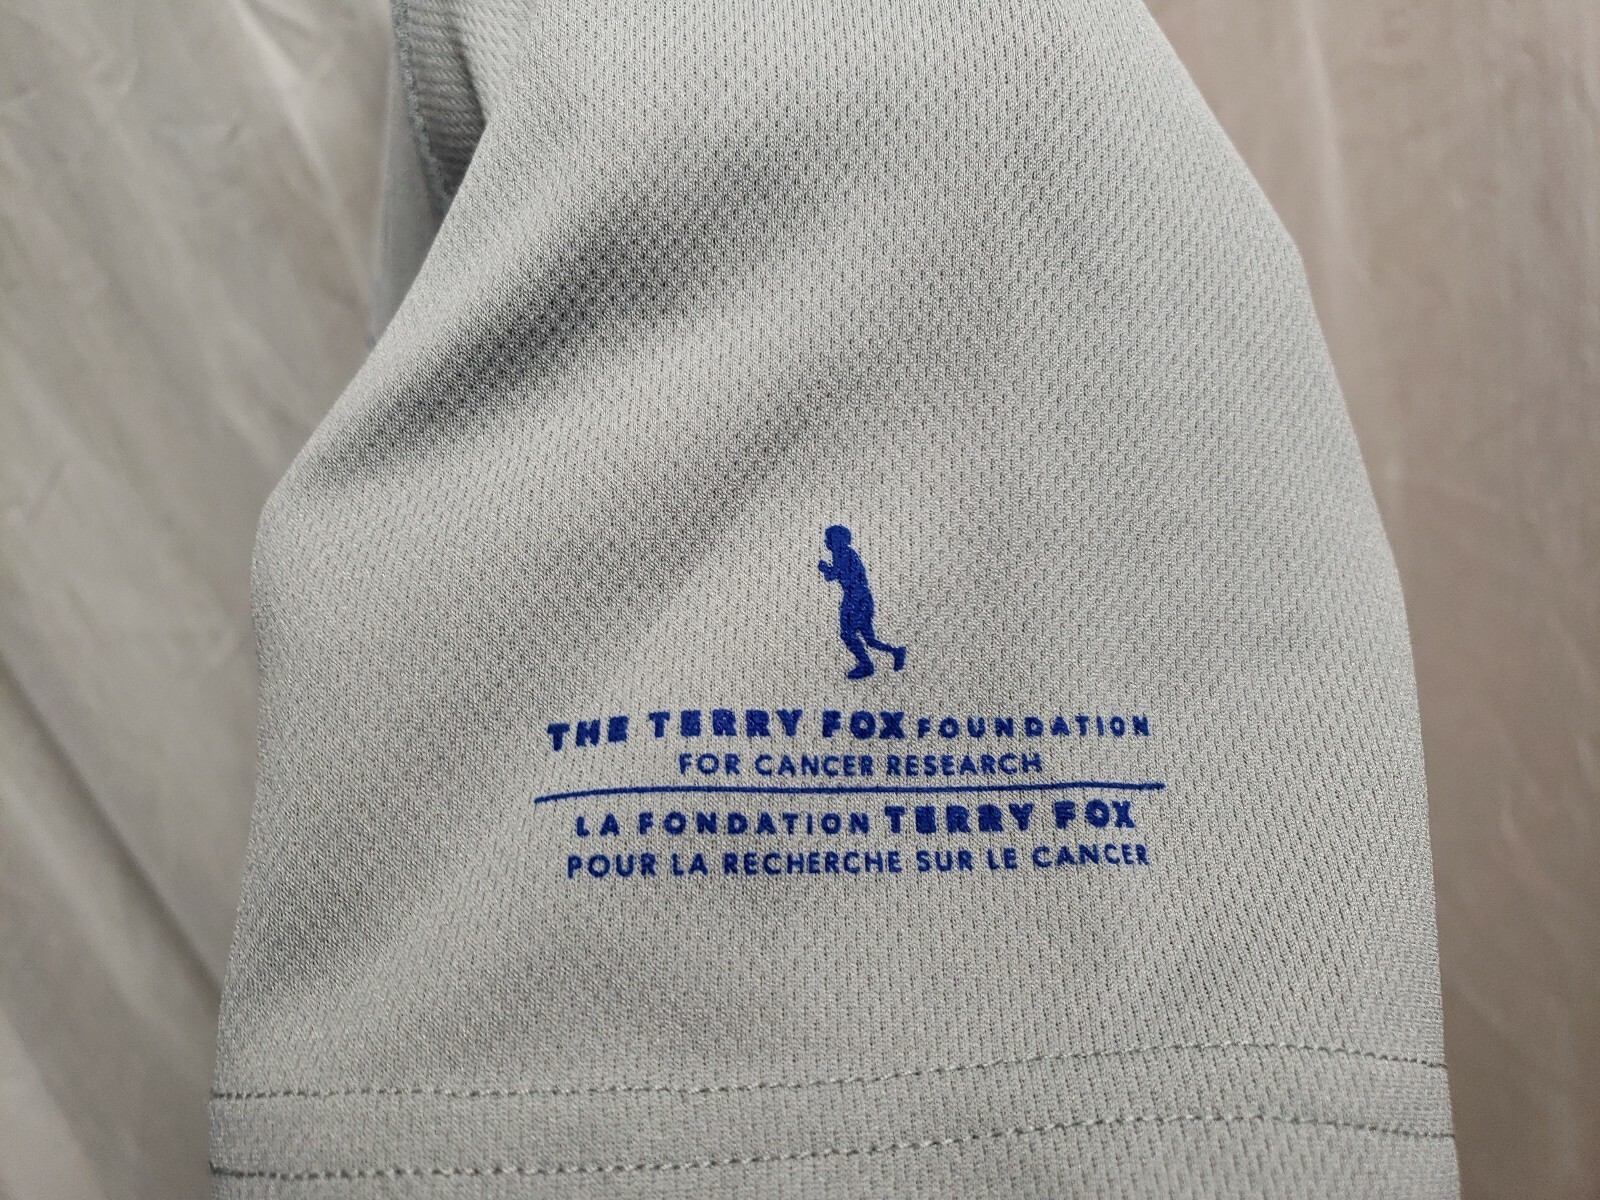 THE TERRY FOX FOUNDATION
FOR CANCER RESEARCH
LA FONDATION TERRY FOX
POUR LA RECHERCHE SUR LE CANCER